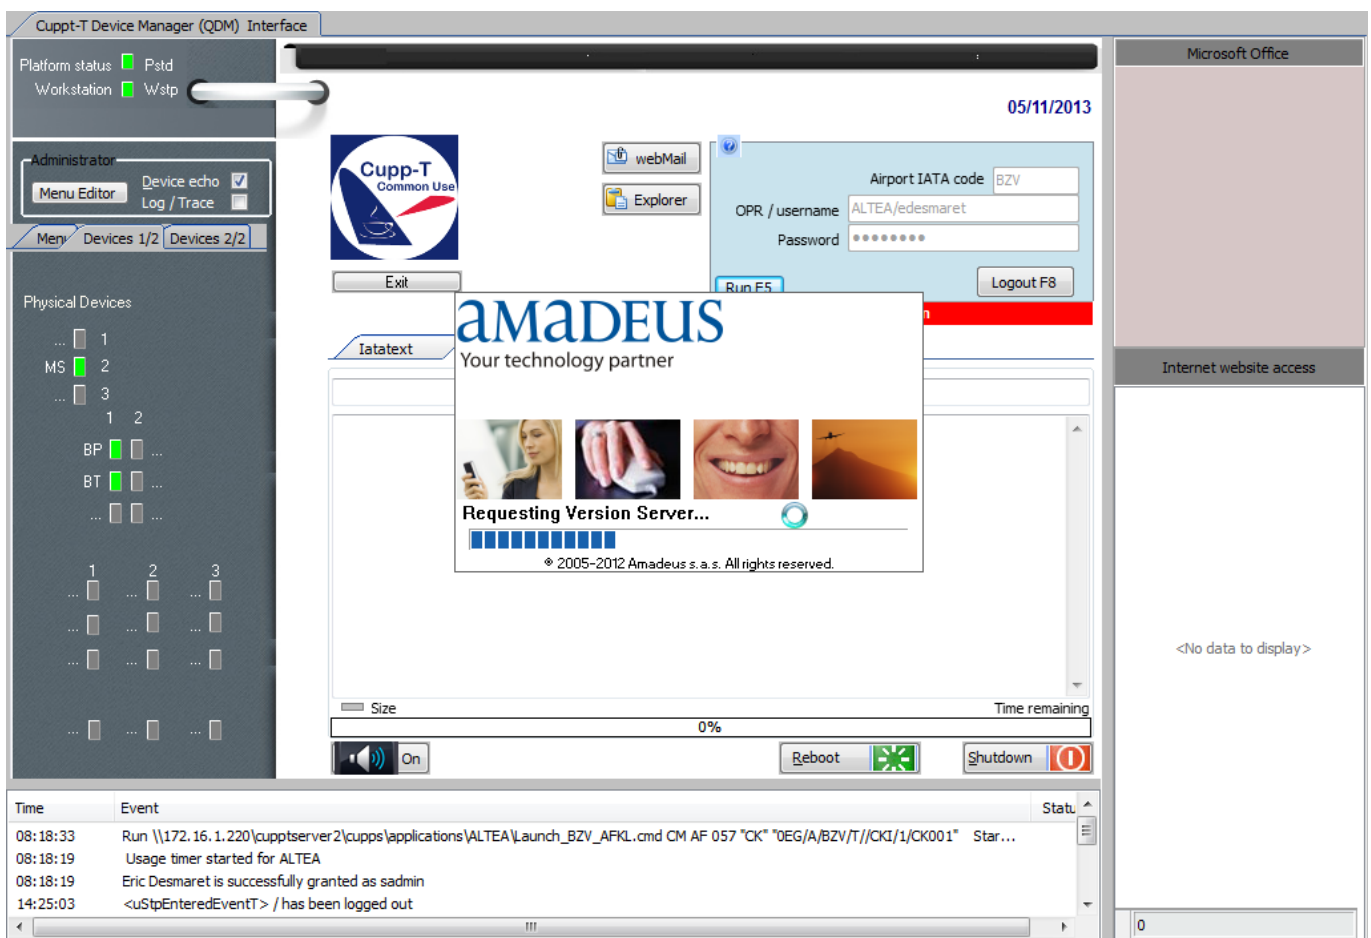 Cuppt-T Device Manager (QDM) Interface
Platform status Pstd
Workstation Wstp
Administrator
Menu Editor
Device echo
Log / Trace
Men Devices 1/2 Devices 2/2
Physical Devices
... 1
MS 2
... 3
1 2
BP ...
BT ...
... ...
1 2 3
... ... ...
... ... ...
... ... ...
... ... ...
05/11/2013
Cupp-T
Common Use
Exit
webMail
Explorer
Airport IATA code BZV
OPR / username ALTEA/edesmaret
Password ••••••••
Run F5
Logout F8
n
Iatatext
amadeus
Your technology partner
Requesting Version Server...
© 2005-2012 Amadeus s.a.s. All rights reserved.
Size Time remaining
0%
On
Reboot
Shutdown
Microsoft Office
Internet website access
<No data to display>
0
Time Event Statu
08:18:33 Run \\172.16.1.220\cupptserver2\cupps\applications\ALTEA\Launch_BZV_AFKL.cmd CM AF 057 "CK" "0EG/A/BZV/T//CKI/1/CK001" Star...
08:18:19 Usage timer started for ALTEA
08:18:19 Eric Desmaret is successfully granted as sadmin
14:25:03 <uStpEnteredEventT> / has been logged out